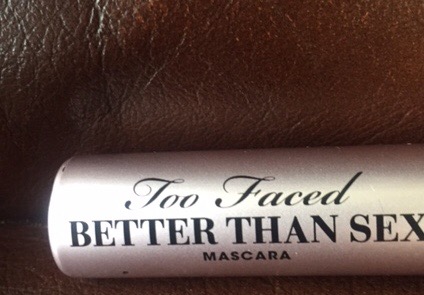 Too Faced
BETTER THAN SEX
MASCARA